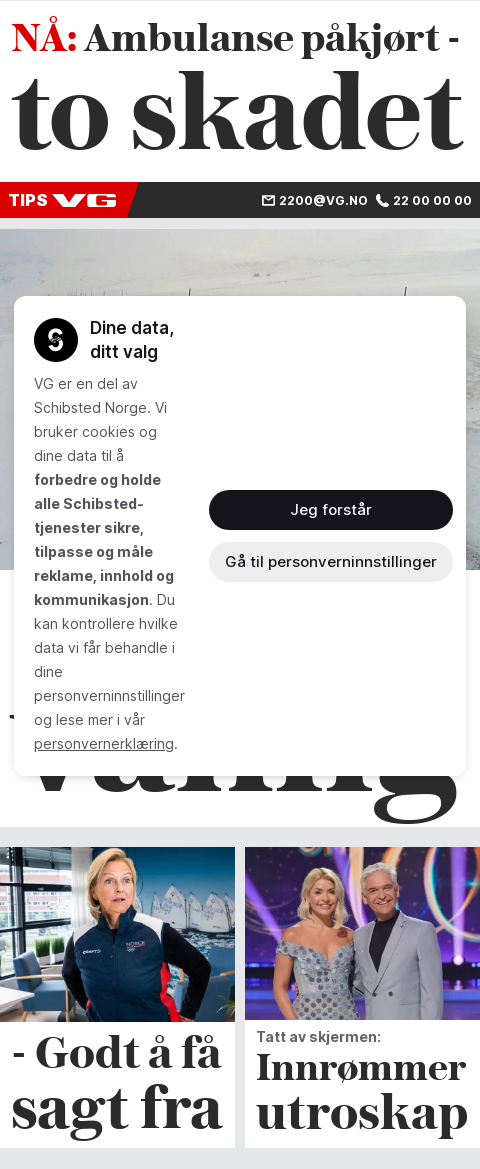 NÅ: Ambulanse påkjørt -
to skadet
TIPS VG
2200@VG.NO 22 00 00 00
Dine data,
ditt valg
VG er en del av
Schibsted Norge. Vi
bruker cookies og
dine data til å
forbedre og holde
alle Schibsted-
tjenester sikre,
tilpasse og måle
reklame, innhold og
kommunikasjon. Du
kan kontrollere hvilke
data vi får behandle i
dine
personverninnstillinger
og lese mer i vår
personvernerklæring.
Jeg forstår
Gå til personverninnstillinger
- Godt å få
sagt fra
Tatt av skjermen:
Innrømmer
utroskap